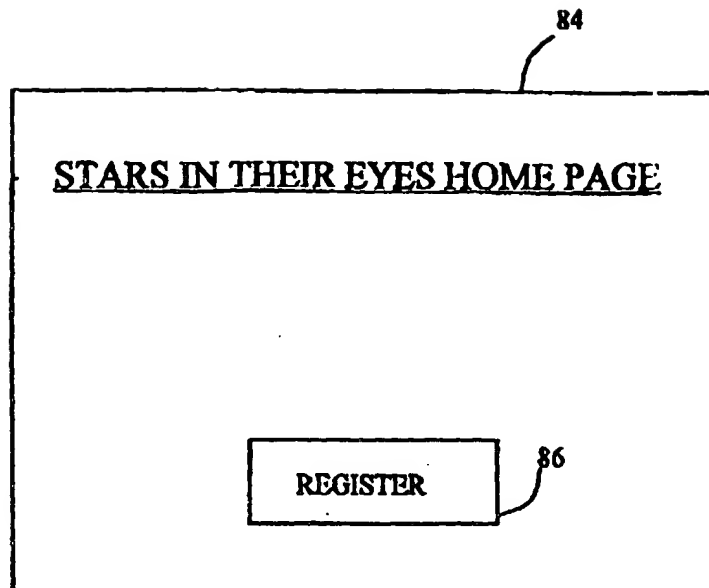 84
STARS IN THEIR EYES HOME PAGE
REGISTER
86